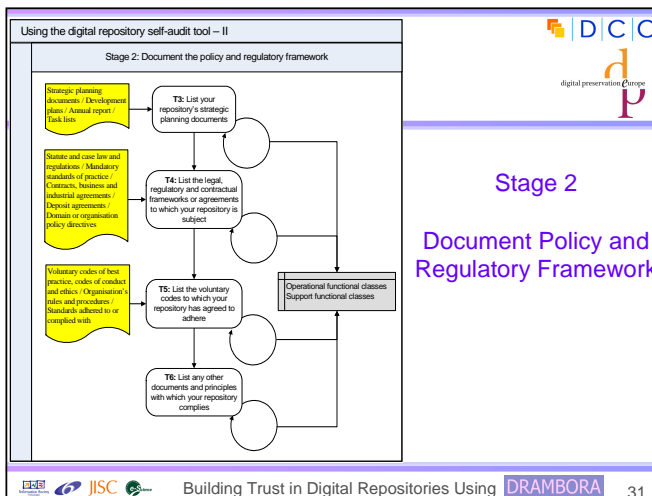 Using the digital repository self-audit tool – II
Stage 2: Document the policy and regulatory framework
Strategic planning
documents / Development
plans / Annual report /
Task lists
T3: List your
repository's strategic
planning documents
Statute and case law and
regulations / Mandatory
standards of practice /
Contracts, business and
industrial agreements /
Deposit agreements /
Domain or organisation
policy directives
T4: List the legal,
regulatory and contractual
frameworks or agreements
to which your repository is
subject
Voluntary codes of best
practice, codes of conduct
and ethics / Organisation's
rules and procedures /
Standards adhered to or
complied with
T5: List the voluntary
codes to which your
repository has agreed to
adhere
Operational functional classes
Support functional classes
T6: List any other
documents and principles
with which your repository
complies
D C C
digital preservation europe
dp
Stage 2
Document Policy and
Regulatory Framework
JISC
Building Trust in Digital Repositories Using DRAMBORA
31